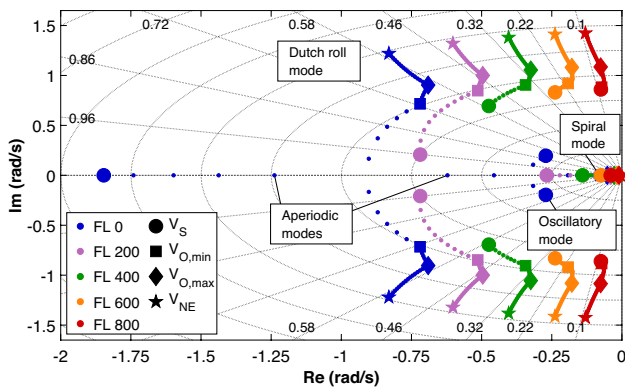 0.72 0.58 0.46 0.32 0.22 0.1
1.5
0.86
1
0.96
0.5
0
-0.5
-1
-1.5
Im (rad/s)
Dutch roll
mode
Spiral
mode
Aperiodic
modes
Oscillatory
mode
FL 0 V_S
FL 200 V_O,min
FL 400 V_O,max
FL 600 V_NE
FL 800
0.58 0.46 0.32 0.22 0.1
-2 -1.75 -1.5 -1.25 -1 -0.75 -0.5 -0.25 0
Re (rad/s)